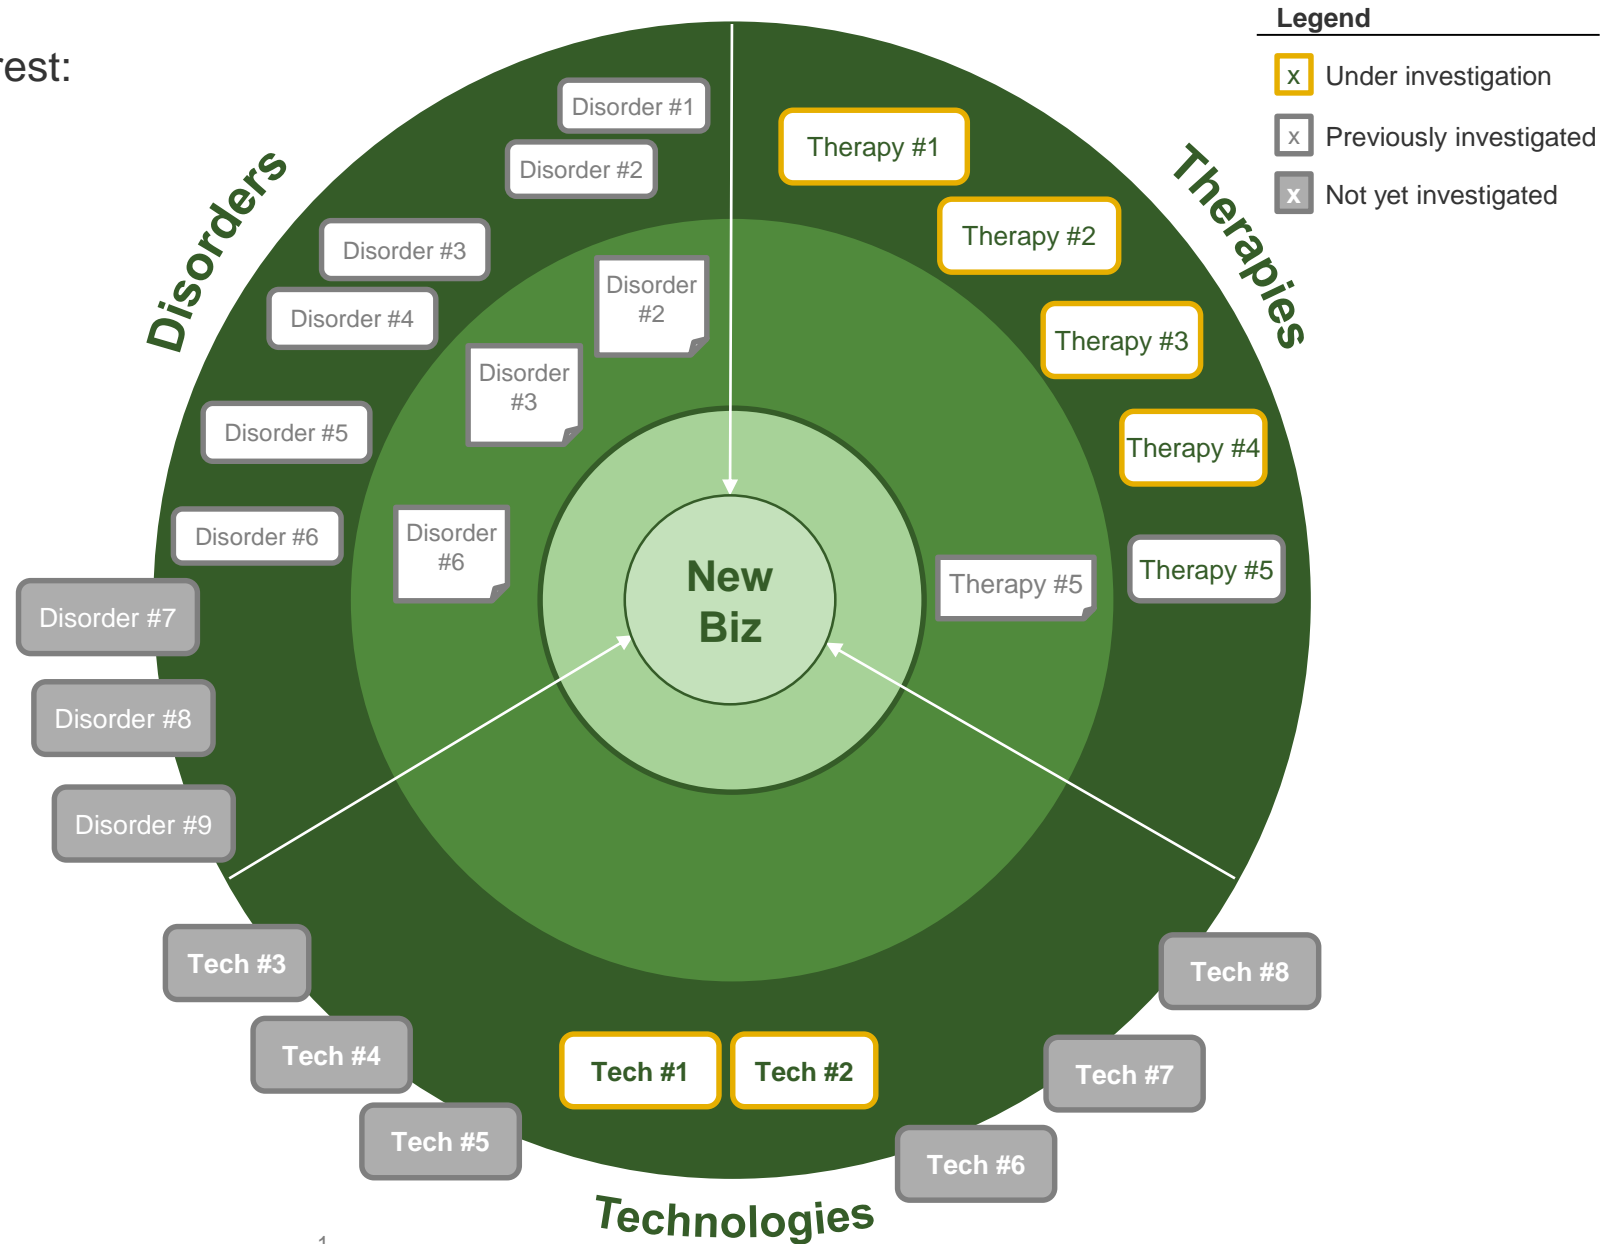 rest:
Legend
x Under investigation
x Previously investigated
x Not yet investigated
Disorders
Therapies
Technologies
Disorder #1
Disorder #2
Disorder #3
Disorder #4
Disorder #5
Disorder #6
Disorder #7
Disorder #8
Disorder #9
Disorder
#2
Disorder
#3
Disorder
#6
Therapy #1
Therapy #2
Therapy #3
Therapy #4
Therapy #5
Therapy #5
New
Biz
Tech #3
Tech #4
Tech #5
Tech #1
Tech #2
Tech #6
Tech #7
Tech #8
1